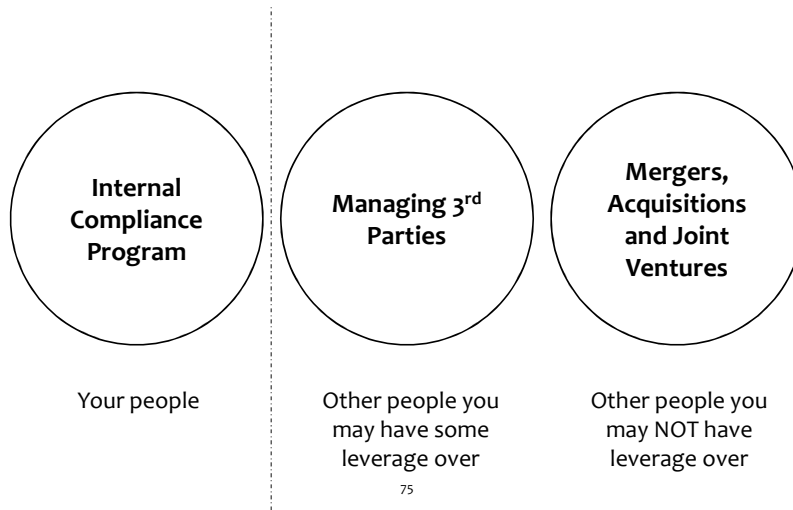 Internal
Compliance
Program
Managing 3rd
Parties
Mergers,
Acquisitions
and Joint
Ventures
Your people
Other people you
may have some
leverage over
Other people you
may NOT have
leverage over
75